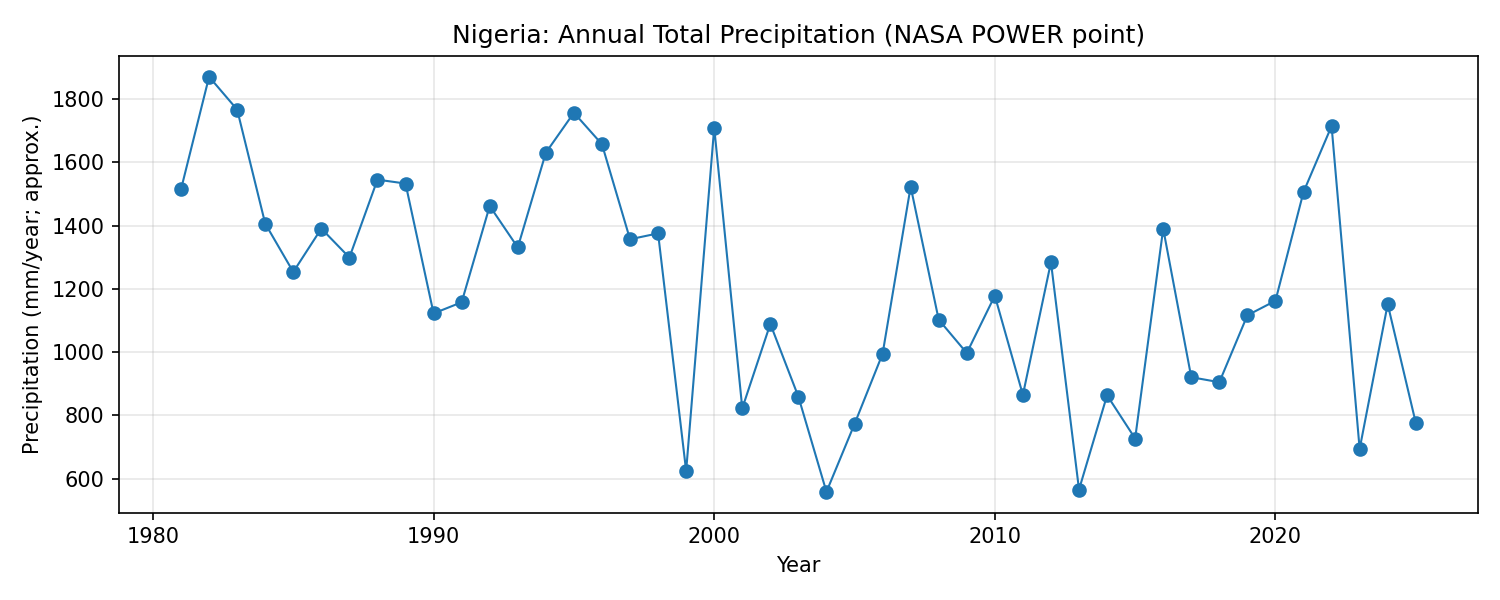 Nigeria: Annual Total Precipitation (NASA POWER point)
Precipitation (mm/year; approx.)
1800
1600
1400
1200
1000
800
600
1980 1990 2000 2010 2020
Year